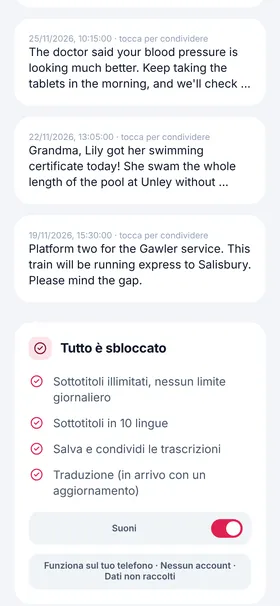 25/11/2026, 10:15:00 · tocca per condividere
The doctor said your blood pressure is
looking much better. Keep taking the
tablets in the morning, and we'll check ...
22/11/2026, 13:05:00 · tocca per condividere
Grandma, Lily got her swimming
certificate today! She swam the whole
length of the pool at Unley without ...
19/11/2026, 15:30:00 · tocca per condividere
Platform two for the Gawler service. This
train will be running express to Salisbury.
Please mind the gap.
Tutto è sbloccato
Sottotitoli illimitati, nessun limite
giornaliero
Sottotitoli in 10 lingue
Salva e condividi le trascrizioni
Traduzione (in arrivo con un
aggiornamento)
Suoni
Funziona sul tuo telefono · Nessun account ·
Dati non raccolti